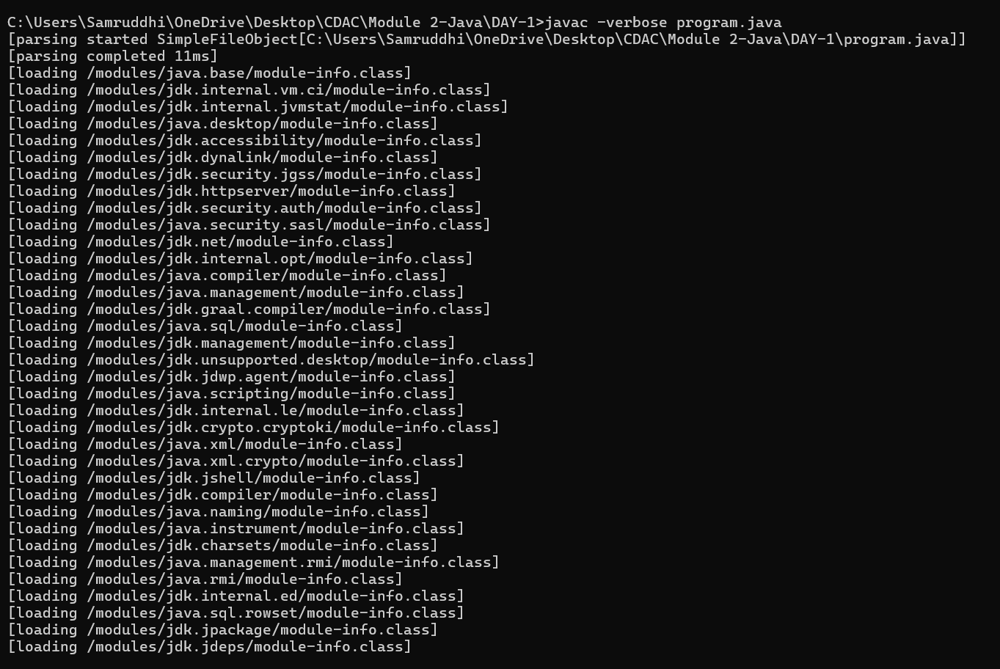 C:\Users\Samruddhi\OneDrive\Desktop\CDAC\Module 2-Java\DAY-1>javac -verbose program.java
[parsing started SimpleFileObject[C:\Users\Samruddhi\OneDrive\Desktop\CDAC\Module 2-Java\DAY-1\program.java]]
[parsing completed 11ms]
[loading /modules/java.base/module-info.class]
[loading /modules/jdk.internal.vm.ci/module-info.class]
[loading /modules/jdk.internal.jvmstat/module-info.class]
[loading /modules/java.desktop/module-info.class]
[loading /modules/jdk.accessibility/module-info.class]
[loading /modules/jdk.dynalink/module-info.class]
[loading /modules/jdk.security.jgss/module-info.class]
[loading /modules/jdk.httpserver/module-info.class]
[loading /modules/jdk.security.auth/module-info.class]
[loading /modules/java.security.sasl/module-info.class]
[loading /modules/jdk.net/module-info.class]
[loading /modules/jdk.internal.opt/module-info.class]
[loading /modules/java.compiler/module-info.class]
[loading /modules/java.management/module-info.class]
[loading /modules/jdk.graal.compiler/module-info.class]
[loading /modules/java.sql/module-info.class]
[loading /modules/jdk.management/module-info.class]
[loading /modules/jdk.unsupported.desktop/module-info.class]
[loading /modules/jdk.jdwp.agent/module-info.class]
[loading /modules/java.scripting/module-info.class]
[loading /modules/jdk.internal.le/module-info.class]
[loading /modules/jdk.crypto.cryptoki/module-info.class]
[loading /modules/java.xml/module-info.class]
[loading /modules/java.xml.crypto/module-info.class]
[loading /modules/jdk.jshell/module-info.class]
[loading /modules/jdk.compiler/module-info.class]
[loading /modules/java.naming/module-info.class]
[loading /modules/java.instrument/module-info.class]
[loading /modules/jdk.charsets/module-info.class]
[loading /modules/java.management.rmi/module-info.class]
[loading /modules/java.rmi/module-info.class]
[loading /modules/jdk.internal.ed/module-info.class]
[loading /modules/java.sql.rowset/module-info.class]
[loading /modules/jdk.jpackage/module-info.class]
[loading /modules/jdk.jdeps/module-info.class]